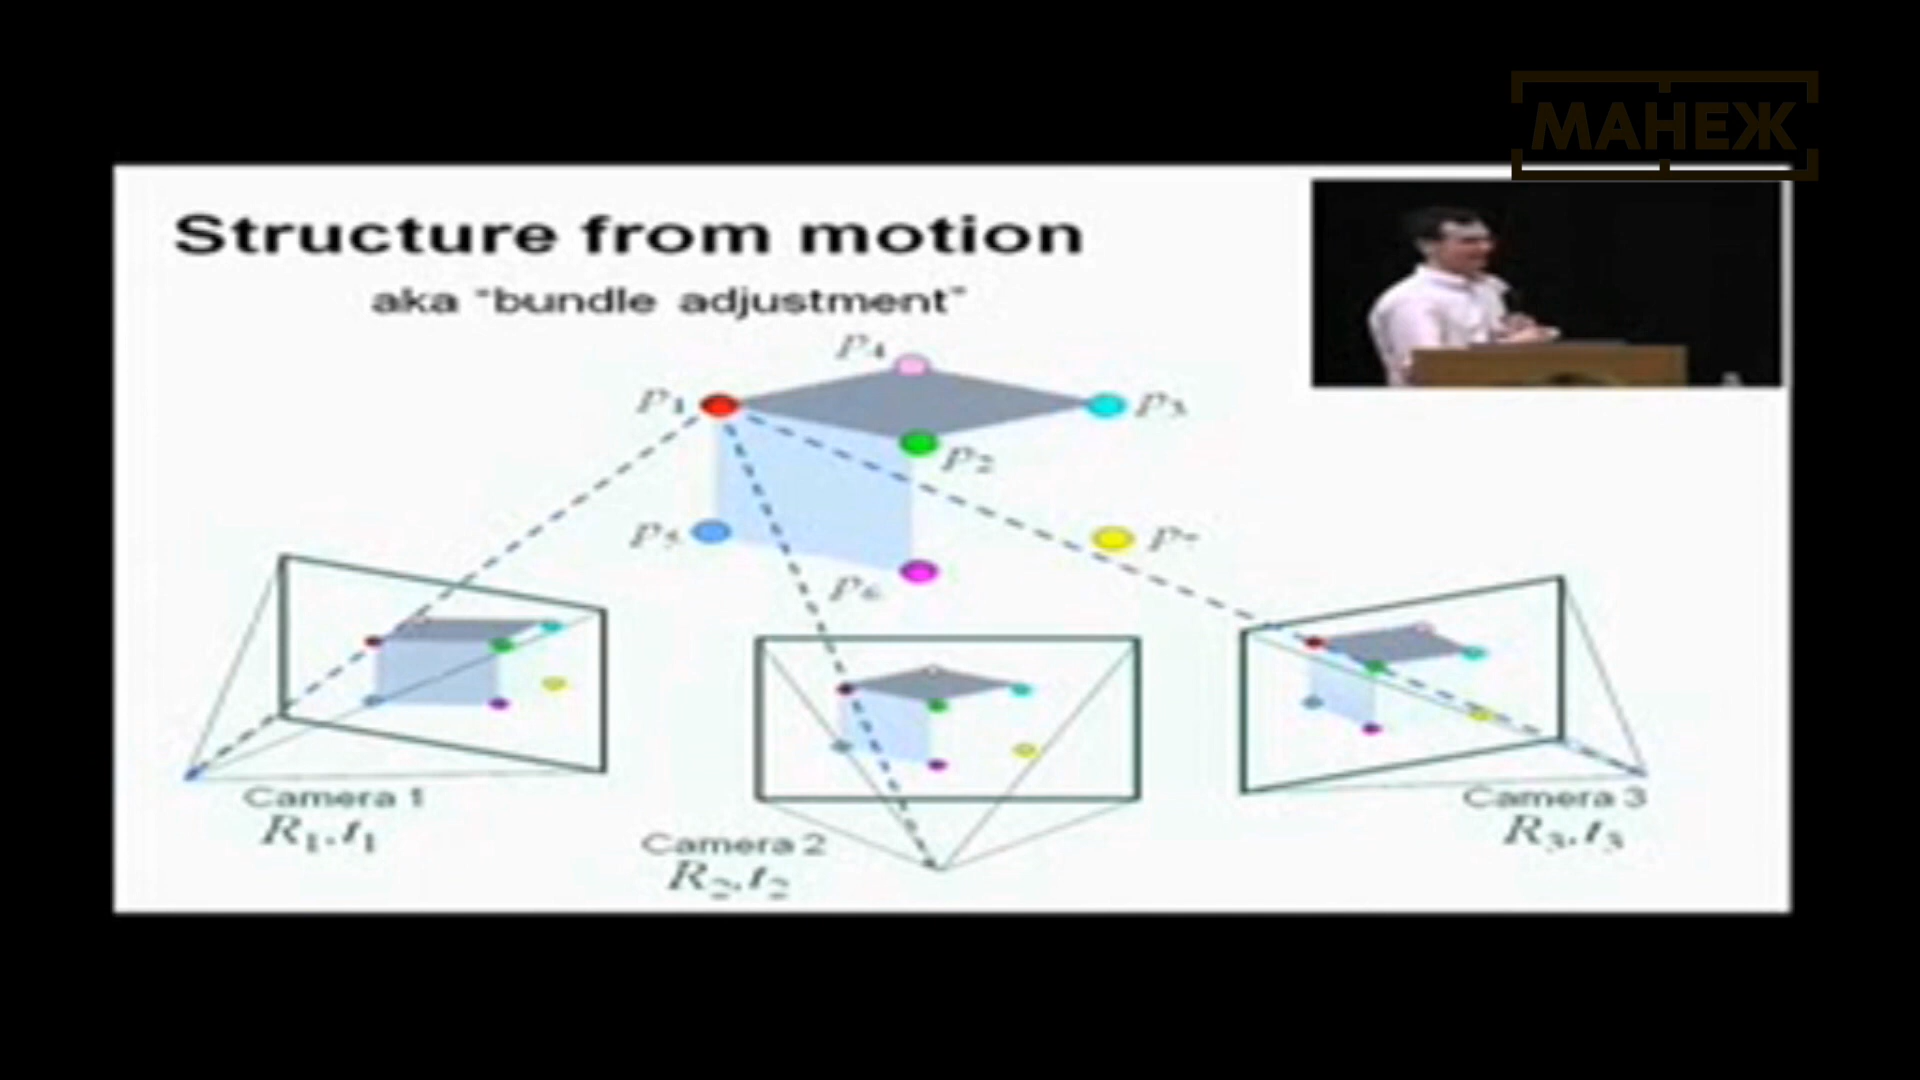 МАНЕЖ
Structure from motion
aka "bundle adjustment"
p4
p1
p3
p2
p5
p6
Camera 1
R1,t1
Camera 2
R2,t2
Camera 3
R3,t3